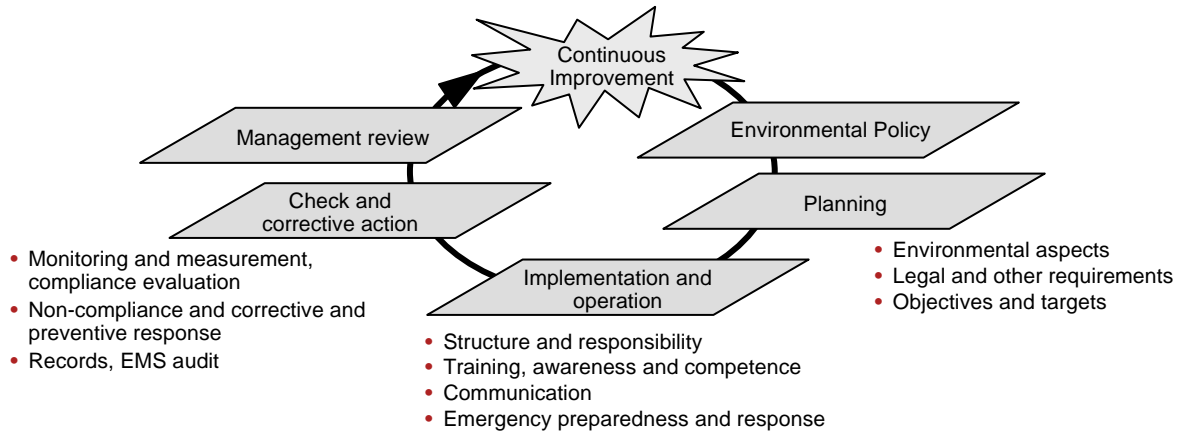 Continuous
Improvement
Environmental Policy
Planning
• Environmental aspects
• Legal and other requirements
• Objectives and targets
Implementation and
operation
• Structure and responsibility
• Training, awareness and competence
• Communication
• Emergency preparedness and response
Check and
corrective action
• Monitoring and measurement,
compliance evaluation
• Non-compliance and corrective and
preventive response
• Records, EMS audit
Management review